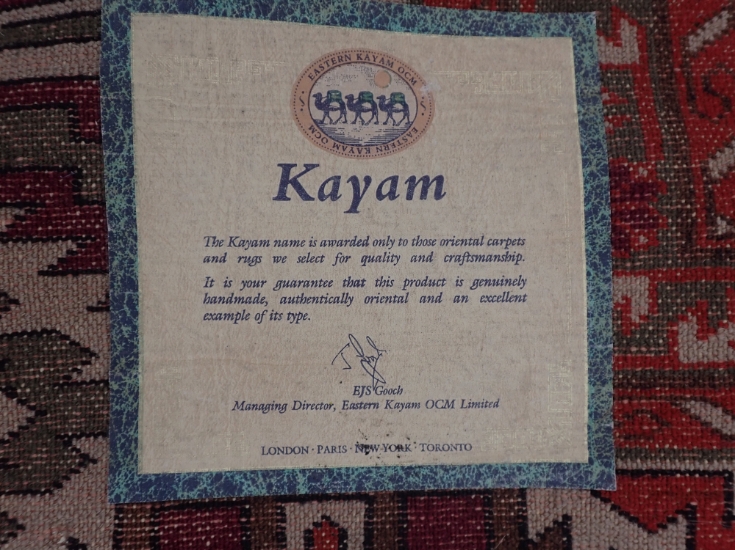 EASTERN KAYAM OCM
EASTERN KAYAM OCM
Kayam
The Kayam name is awarded only to those oriental carpets
and rugs we select for quality and craftsmanship.
It is your guarantee that this product is genuinely
handmade, authentically oriental and an excellent
example of its type.
EJS Gooch
Managing Director, Eastern Kayam OCM Limited
LONDON · PARIS · NEW YORK · TORONTO